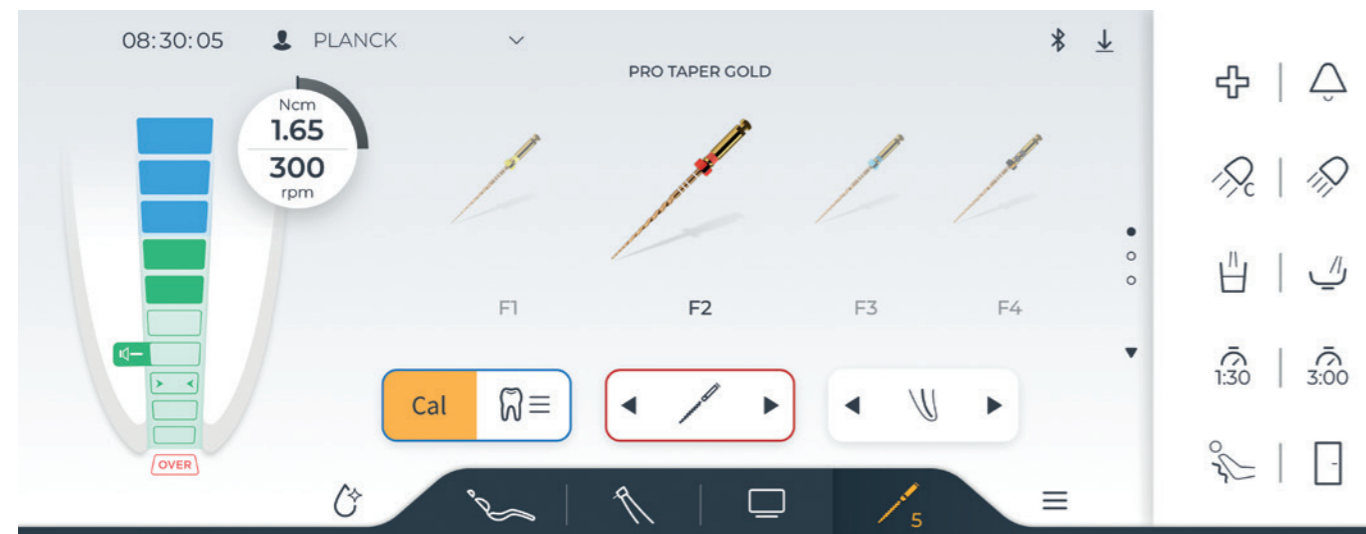 08:30:05 PLANCK
PRO TAPER GOLD
Ncm
1.65
300
rpm
F1 F2 F3 F4
Cal
OVER
5
C
1:30 3:00